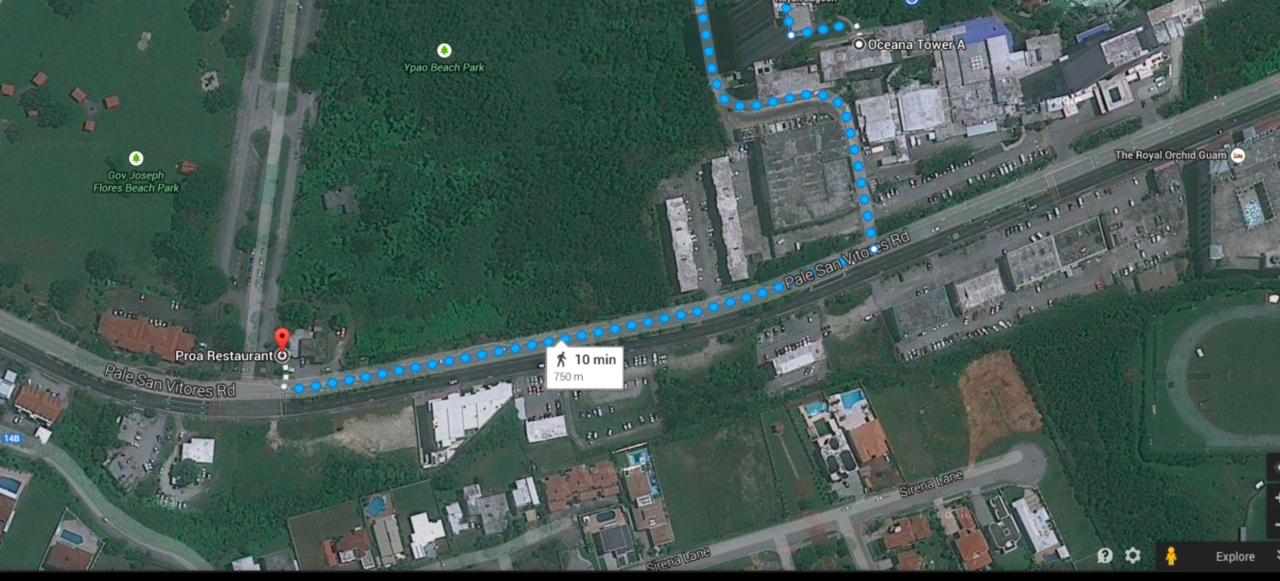 Oceana Tower A
Ypao Beach Park
The Royal Orchid Guam
Gov Joseph
Flores Beach Park
Pale San Vitores Rd
Proa Restaurant
10 min
750 m
Pale San Vitores Rd
14B
Sirena Lane
Sirena Lane
Explore